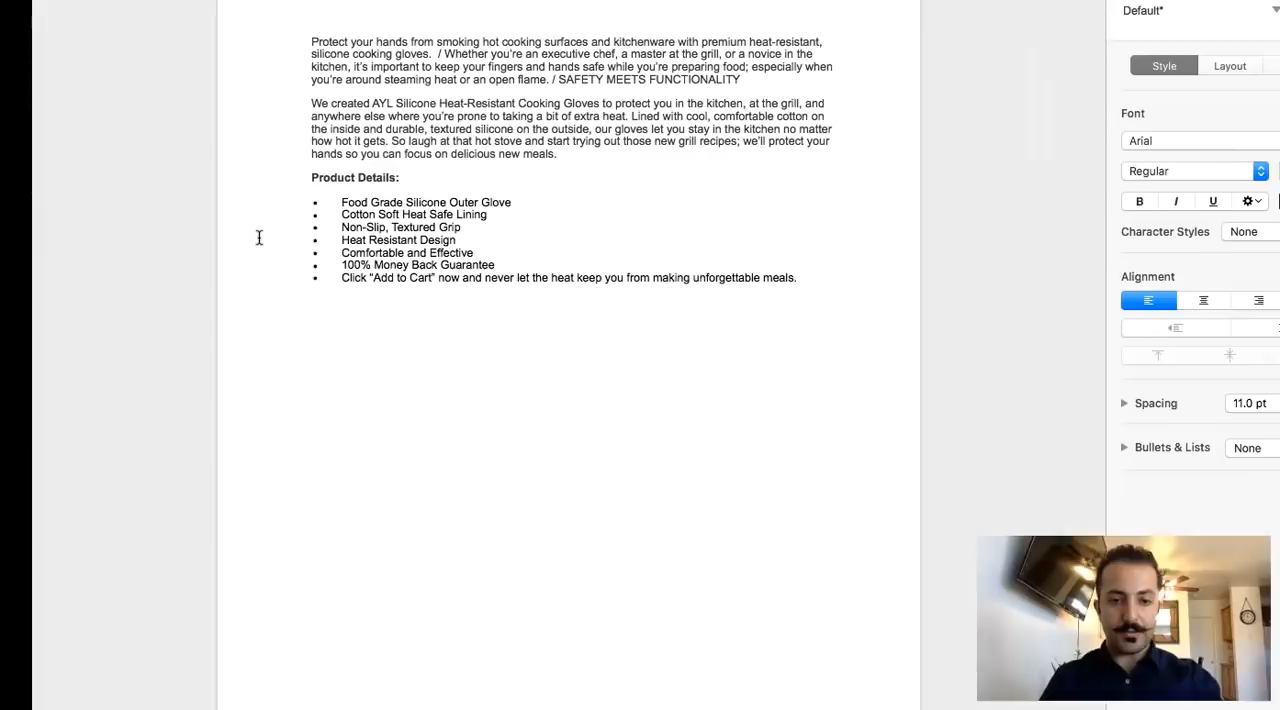 Default*
Protect your hands from smoking hot cooking surfaces and kitchenware with premium heat-resistant,
silicone cooking gloves.  / Whether you're an executive chef, a master at the grill, or a novice in the
kitchen, it's important to keep your fingers and hands safe while you're preparing food; especially when
you're around steaming heat or an open flame. / SAFETY MEETS FUNCTIONALITY
We created AYL Silicone Heat-Resistant Cooking Gloves to protect you in the kitchen, at the grill, and
anywhere else where you're prone to taking a bit of extra heat. Lined with cool, comfortable cotton on
the inside and durable, textured silicone on the outside, our gloves let you stay in the kitchen no matter
how hot it gets. So laugh at that hot stove and start trying out those new grill recipes; we'll protect your
hands so you can focus on delicious new meals.
Product Details:
• Food Grade Silicone Outer Glove
• Cotton Soft Heat Safe Lining
• Non-Slip, Textured Grip
• Heat Resistant Design
• Comfortable and Effective
• 100% Money Back Guarantee
• Click “Add to Cart” now and never let the heat keep you from making unforgettable meals.
Style Layout
Font
Arial
Regular
B I U
Character Styles None
Alignment
Spacing 11.0 pt
Bullets & Lists None